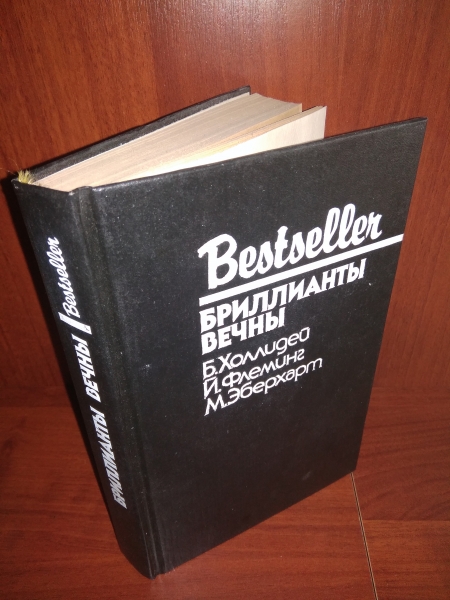 Bestseller
БРИЛЛИАНТЫ
ВЕЧНЫ
Б.Холлидей
Й.Флеминг
М.Эберхарт
БРИЛЛИАНТЫ ВЕЧНЫ / Bestseller